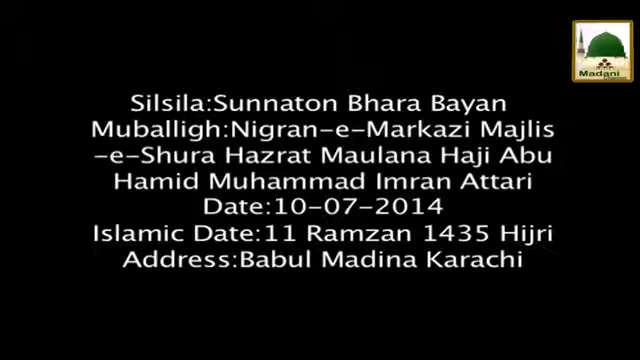 Madani
Silsila:Sunnaton Bhara Bayan
Muballigh:Nigran-e-Markazi Majlis
-e-Shura Hazrat Maulana Haji Abu
Hamid Muhammad Imran Attari
Date:10-07-2014
Islamic Date:11 Ramzan 1435 Hijri
Address:Babul Madina Karachi